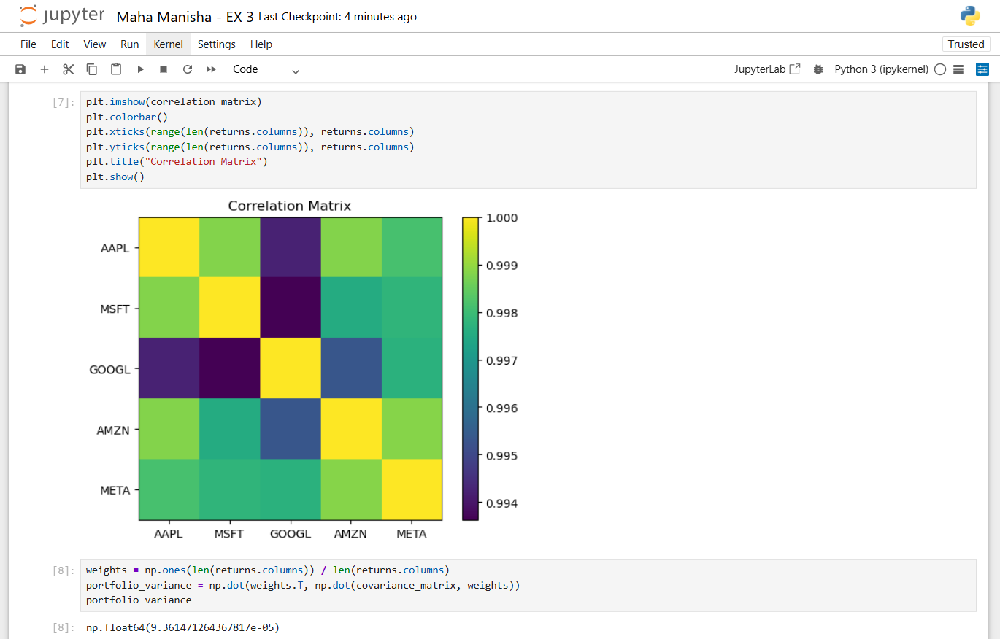 jupyter Maha Manisha - EX 3 Last Checkpoint: 4 minutes ago
File Edit View Run Kernel Settings Help Trusted
Code JupyterLab Python 3 (ipykernel)
[7]: plt.imshow(correlation_matrix)
plt.colorbar()
plt.xticks(range(len(returns.columns)), returns.columns)
plt.yticks(range(len(returns.columns)), returns.columns)
plt.title("Correlation Matrix")
plt.show()
Correlation Matrix
1.000
AAPL
0.999
MSFT
0.998
0.997
GOOGL
0.996
AMZN
0.995
META
0.994
AAPL MSFT GOOGL AMZN META
[8]: weights = np.ones(len(returns.columns)) / len(returns.columns)
portfolio_variance = np.dot(weights.T, np.dot(covariance_matrix, weights))
portfolio_variance
[8]: np.float64(9.361471264367817e-05)